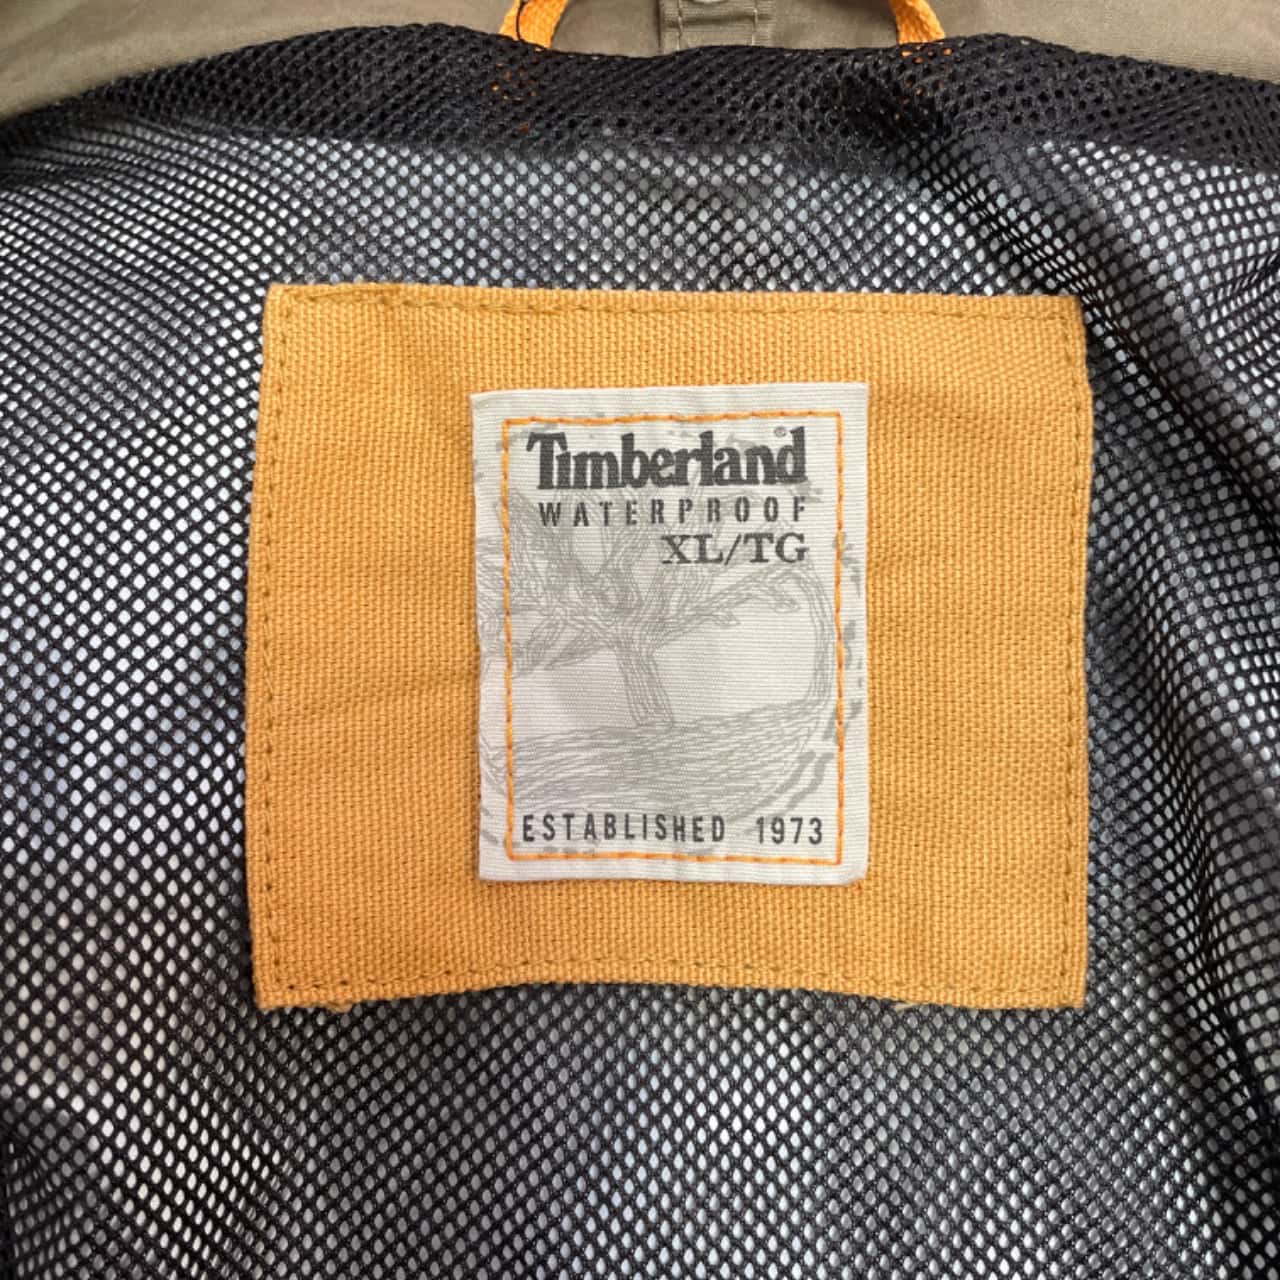 Timberland®
WATERPROOF
XL/TG
ESTABLISHED 1973